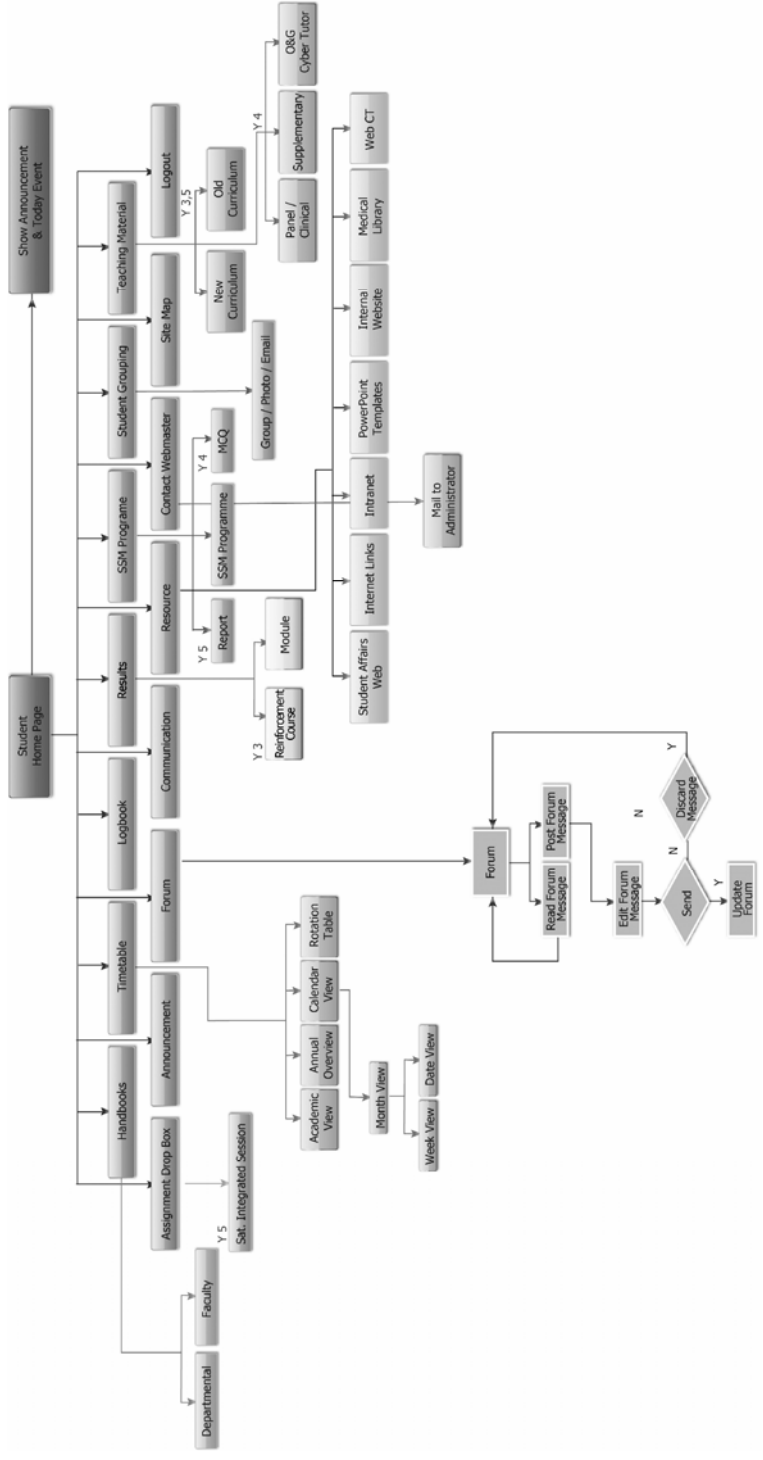 Student
Home Page
Show Announcement
& Today Event
Handbooks
Timetable
Logbook
Results
SSM Programe
Student Grouping
Teaching Material
Assignment Drop Box
Announcement
Forum
Communication
Resource
Contact Webmaster
Site Map
Logout
Departmental
Faculty
Y 5
Sat. Integrated Session
Academic
View
Annual
Overview
Calendar
View
Rotation
Table
Month View
Week View
Date View
Y 3
Reinforcement
Course
Module
Y 5
Report
SSM Programme
Y 4
MCQ
Group / Photo / Email
Y 3,5
New
Curriculum
Old
Curriculum
Y 4
Panel /
Clinical
Supplementary
O&G
Cyber Tutor
Student Affairs
Web
Internet Links
Intranet
PowerPoint
Templates
Internal
Website
Medical
Library
Web CT
Mail to
Administrator
Forum
Read Forum
Message
Post Forum
Message
Edit Forum
Message
N
Send
N
Discard
Message
Y
Y
Update
Forum